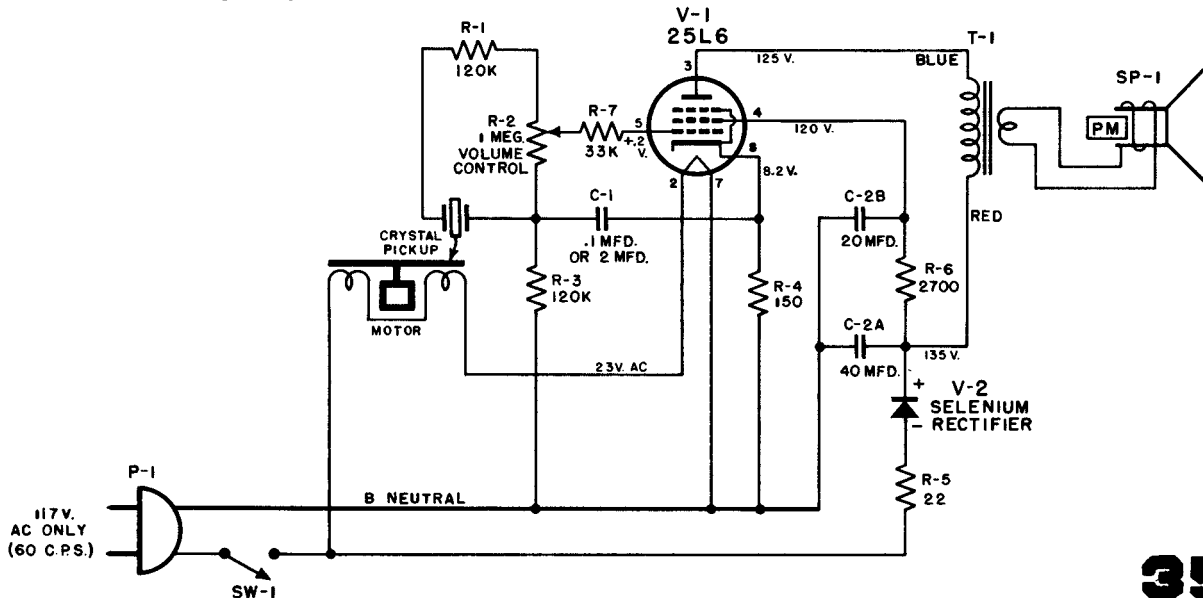 V-1
25L6
R-1
120K
3
125 V.
BLUE
T-1
SP-1
PM
R-2
1 MEG.
VOLUME
CONTROL
R-7
33K
5
+.2
V.
4
120 V.
8
8.2 V.
2
7
C-1
.1 MFD.
OR 2 MFD.
CRYSTAL
PICKUP
MOTOR
R-3
120K
R-4
150
C-2B
20 MFD.
RED
R-6
2700
C-2A
40 MFD.
135 V.
23V. AC
+
V-2
SELENIUM
- RECTIFIER
R-5
22
P-1
B NEUTRAL
117 V.
AC ONLY
(60 C.P.S.)
SW-1